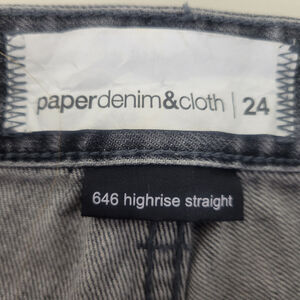 paperdenim&cloth | 24
646 highrise straight